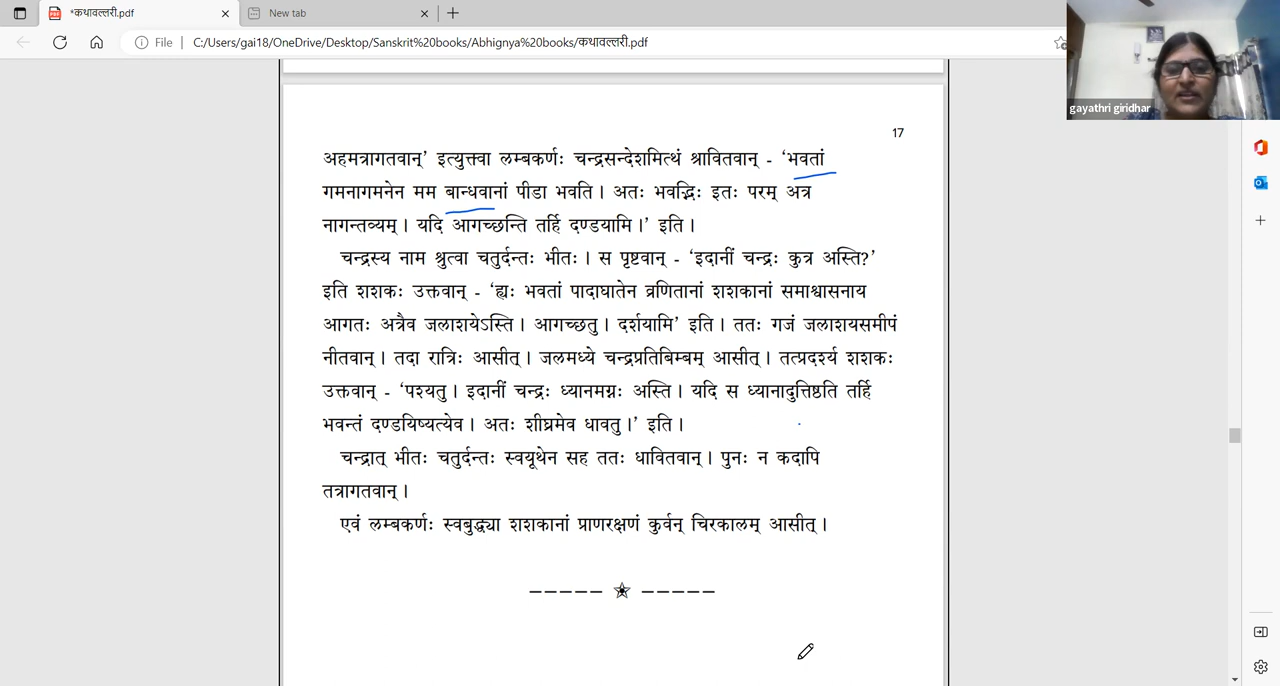 *कथावल्लरी.pdf
New tab
File
C:/Users/gai18/OneDrive/Desktop/Sanskrit%20books/Abhignya%20books/कथावल्लरी.pdf
gayathri giridhar
17
अहमत्रागतवान्’ इत्युक्त्वा लम्बकर्णः चन्द्रसन्देशमित्थं श्रावितवान् - ‘भवतां
गमनागमनेन मम बान्धवानां पीडा भवति। अतः भवद्भिः इतः परम् अत्र
नागन्तव्यम्। यदि आगच्छन्ति तर्हि दण्डयामि।’ इति।
चन्द्रस्य नाम श्रुत्वा चतुर्दन्तः भीतः। स पृष्टवान् - ‘इदानीं चन्द्रः कुत्र अस्ति?’
इति शशकः उक्तवान् - ‘ह्यः भवतां पादाघातेन व्रणितानां शशकानां समाश्वासनाय
आगतः अत्रैव जलाशयेऽस्ति। आगच्छतु। दर्शयामि’ इति। ततः गजं जलाशयसमीपं
नीतवान्। तदा रात्रिः आसीत्। जलमध्ये चन्द्रप्रतिबिम्बम् आसीत्। तत्प्रदर्श्य शशकः
उक्तवान् - ‘पश्यतु। इदानीं चन्द्रः ध्यानमग्नः अस्ति। यदि स ध्यानादुत्तिष्ठति तर्हि
भवन्तं दण्डयिष्यत्येव। अतः शीघ्रमेव धावतु।’ इति।
चन्द्रात् भीतः चतुर्दन्तः स्वयूथेन सह ततः धावितवान्। पुनः न कदापि
तत्रागतवान्।
एवं लम्बकर्णः स्वबुद्ध्या शशकानां प्राणरक्षणं कुर्वन् चिरकालम् आसीत्।